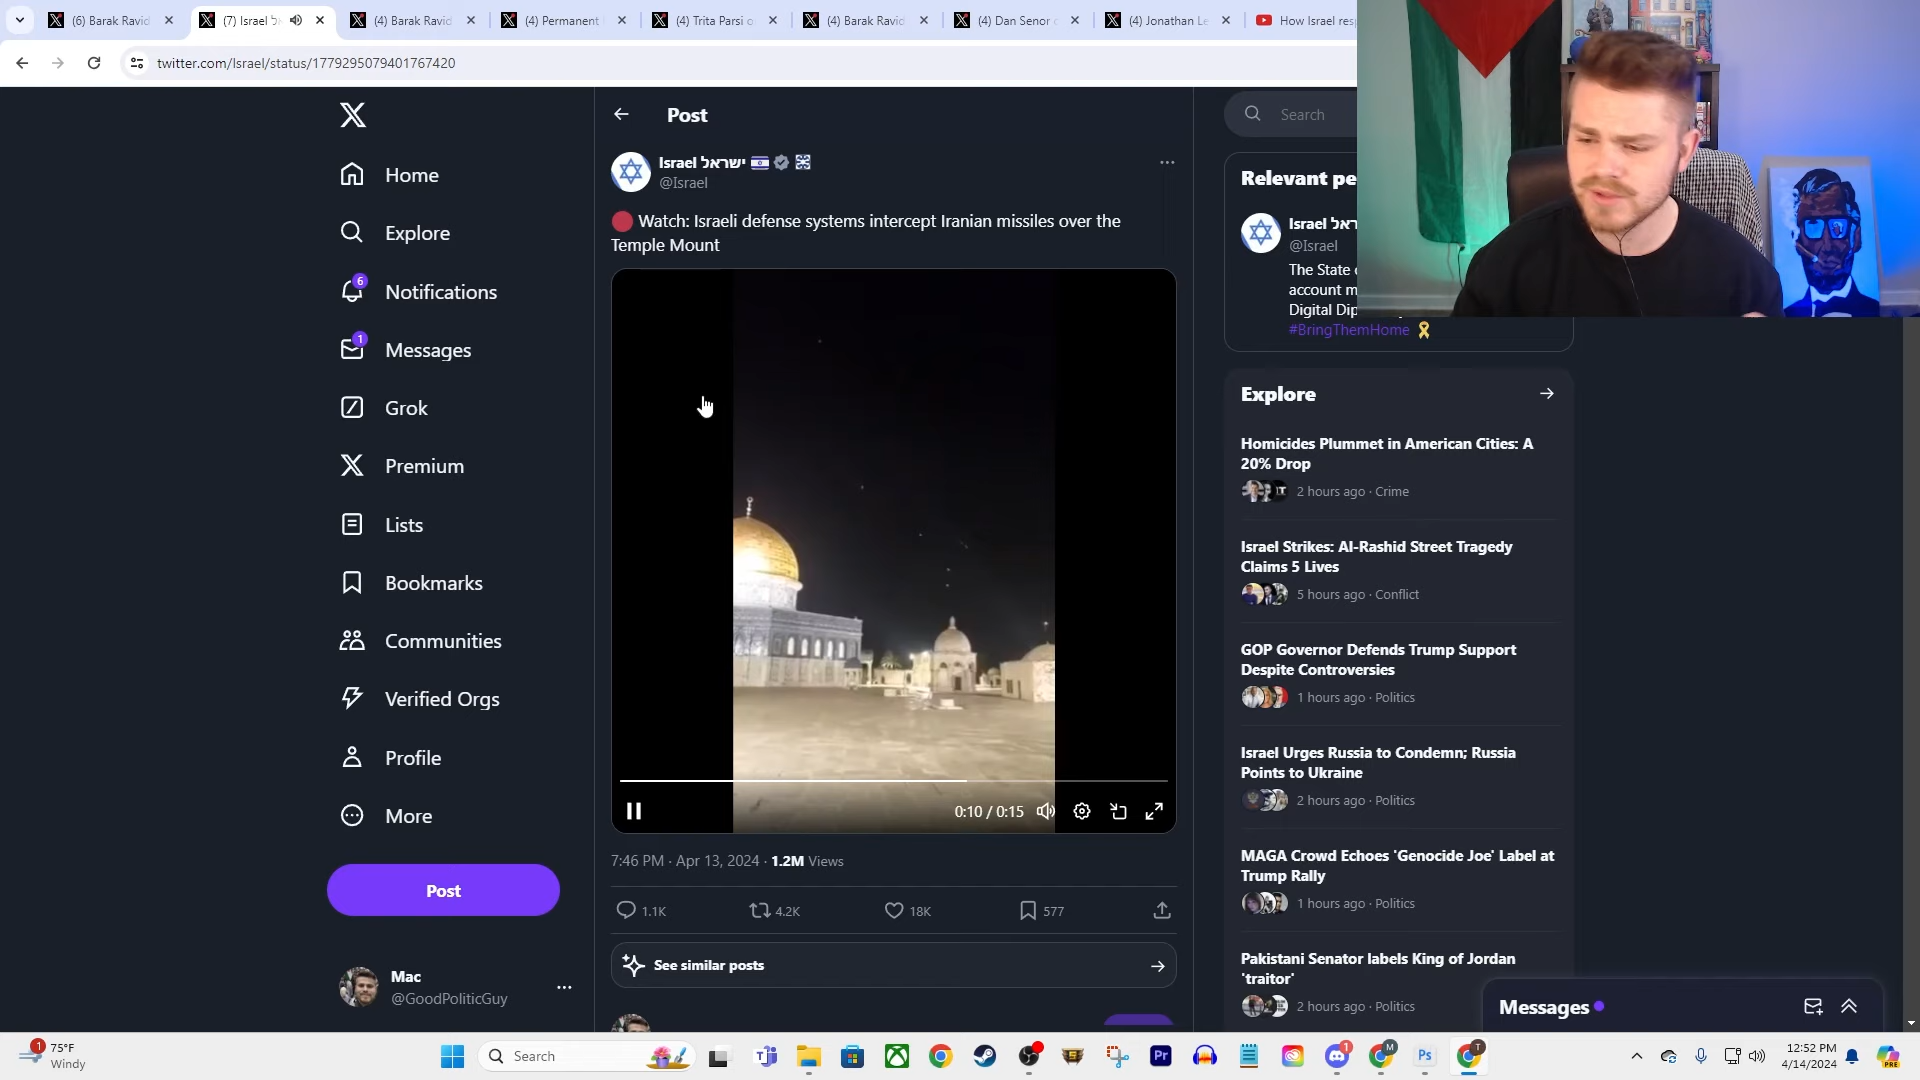 (6) Barak Ravid
(7) Israel
(4) Barak Ravid
(4) Permanent
(4) Trita Parsi o
(4) Barak Ravid
(4) Dan Senor
(4) Jonathan Le
How Israel resp
twitter.com/Israel/status/1779295079401767420
Post
Search
Home
Explore
6
Notifications
1
Messages
Grok
Premium
Lists
Bookmarks
Communities
Verified Orgs
Profile
More
Post
Mac
@GoodPoliticGuy
Israel ישראל
@Israel
Watch: Israeli defense systems intercept Iranian missiles over the
Temple Mount
0:10 / 0:15
7:46 PM · Apr 13, 2024 · 1.2M Views
1.1K
4.2K
18K
577
See similar posts
Relevant pe
Israel
@Israel
The State
account m
Digital Dip
#BringThemHome
Explore
Homicides Plummet in American Cities: A
20% Drop
2 hours ago · Crime
Israel Strikes: Al-Rashid Street Tragedy
Claims 5 Lives
5 hours ago · Conflict
GOP Governor Defends Trump Support
Despite Controversies
1 hours ago · Politics
Israel Urges Russia to Condemn; Russia
Points to Ukraine
2 hours ago · Politics
MAGA Crowd Echoes 'Genocide Joe' Label at
Trump Rally
1 hours ago · Politics
Pakistani Senator labels King of Jordan
'traitor'
2 hours ago · Politics
Messages
1
75°F
Windy
Search
Pr
1
M
Ps
T
12:52 PM
4/14/2024
PRE